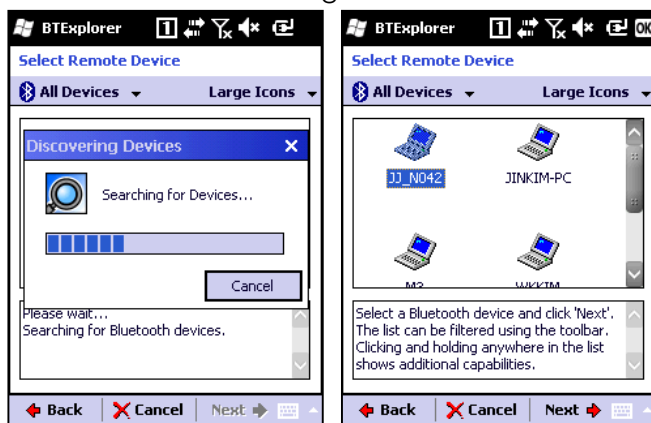 BTExplorer
Select Remote Device
All Devices
Large Icons
Discovering Devices
Searching for Devices...
Cancel
Please wait...
Searching for Bluetooth devices.
Back
Cancel
Next
BTExplorer
OK
Select Remote Device
All Devices
Large Icons
JJ_N042
JINKIM-PC
M3
WKKIM
Select a Bluetooth device and click 'Next'.
The list can be filtered using the toolbar.
Clicking and holding anywhere in the list
shows additional capabilities.
Back
Cancel
Next